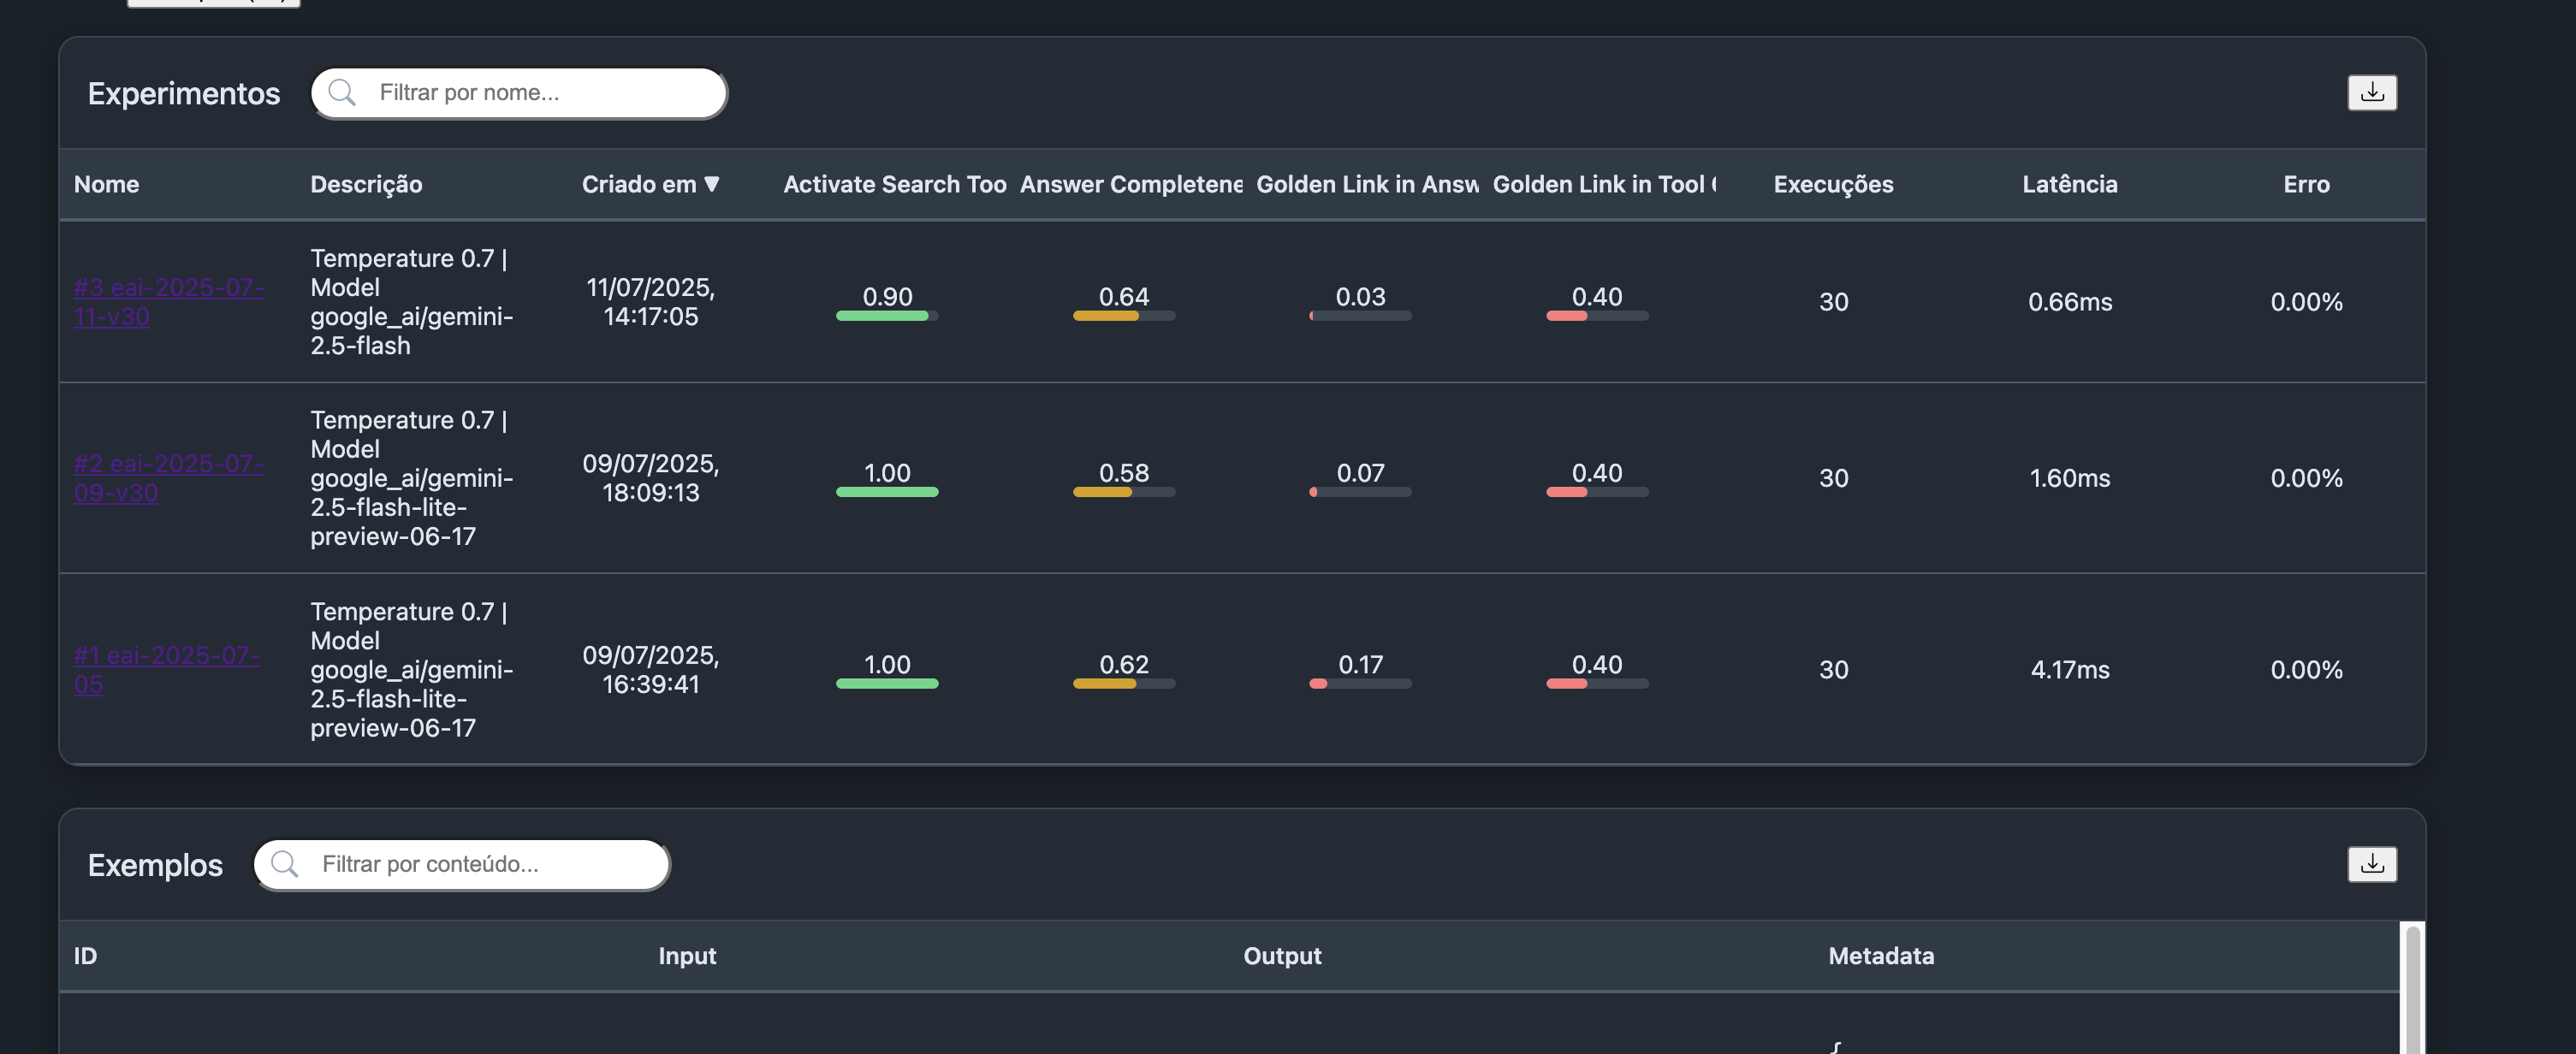 Experimentos
Filtrar por nome...
Nome Descrição Criado em ▼ Activate Search Too Answer Completene Golden Link in Answ Golden Link in Tool Execuções Latência Erro
#3 eai-2025-07-
11-v30
Temperature 0.7 |
Model
google_ai/gemini-
2.5-flash
11/07/2025,
14:17:05
0.90
0.64
0.03
0.40
30
0.66ms
0.00%
#2 eai-2025-07-
09-v30
Temperature 0.7 |
Model
google_ai/gemini-
2.5-flash-lite-
preview-06-17
09/07/2025,
18:09:13
1.00
0.58
0.07
0.40
30
1.60ms
0.00%
#1 eai-2025-07-
05
Temperature 0.7 |
Model
google_ai/gemini-
2.5-flash-lite-
preview-06-17
09/07/2025,
16:39:41
1.00
0.62
0.17
0.40
30
4.17ms
0.00%
Exemplos
Filtrar por conteúdo...
ID Input Output Metadata
{